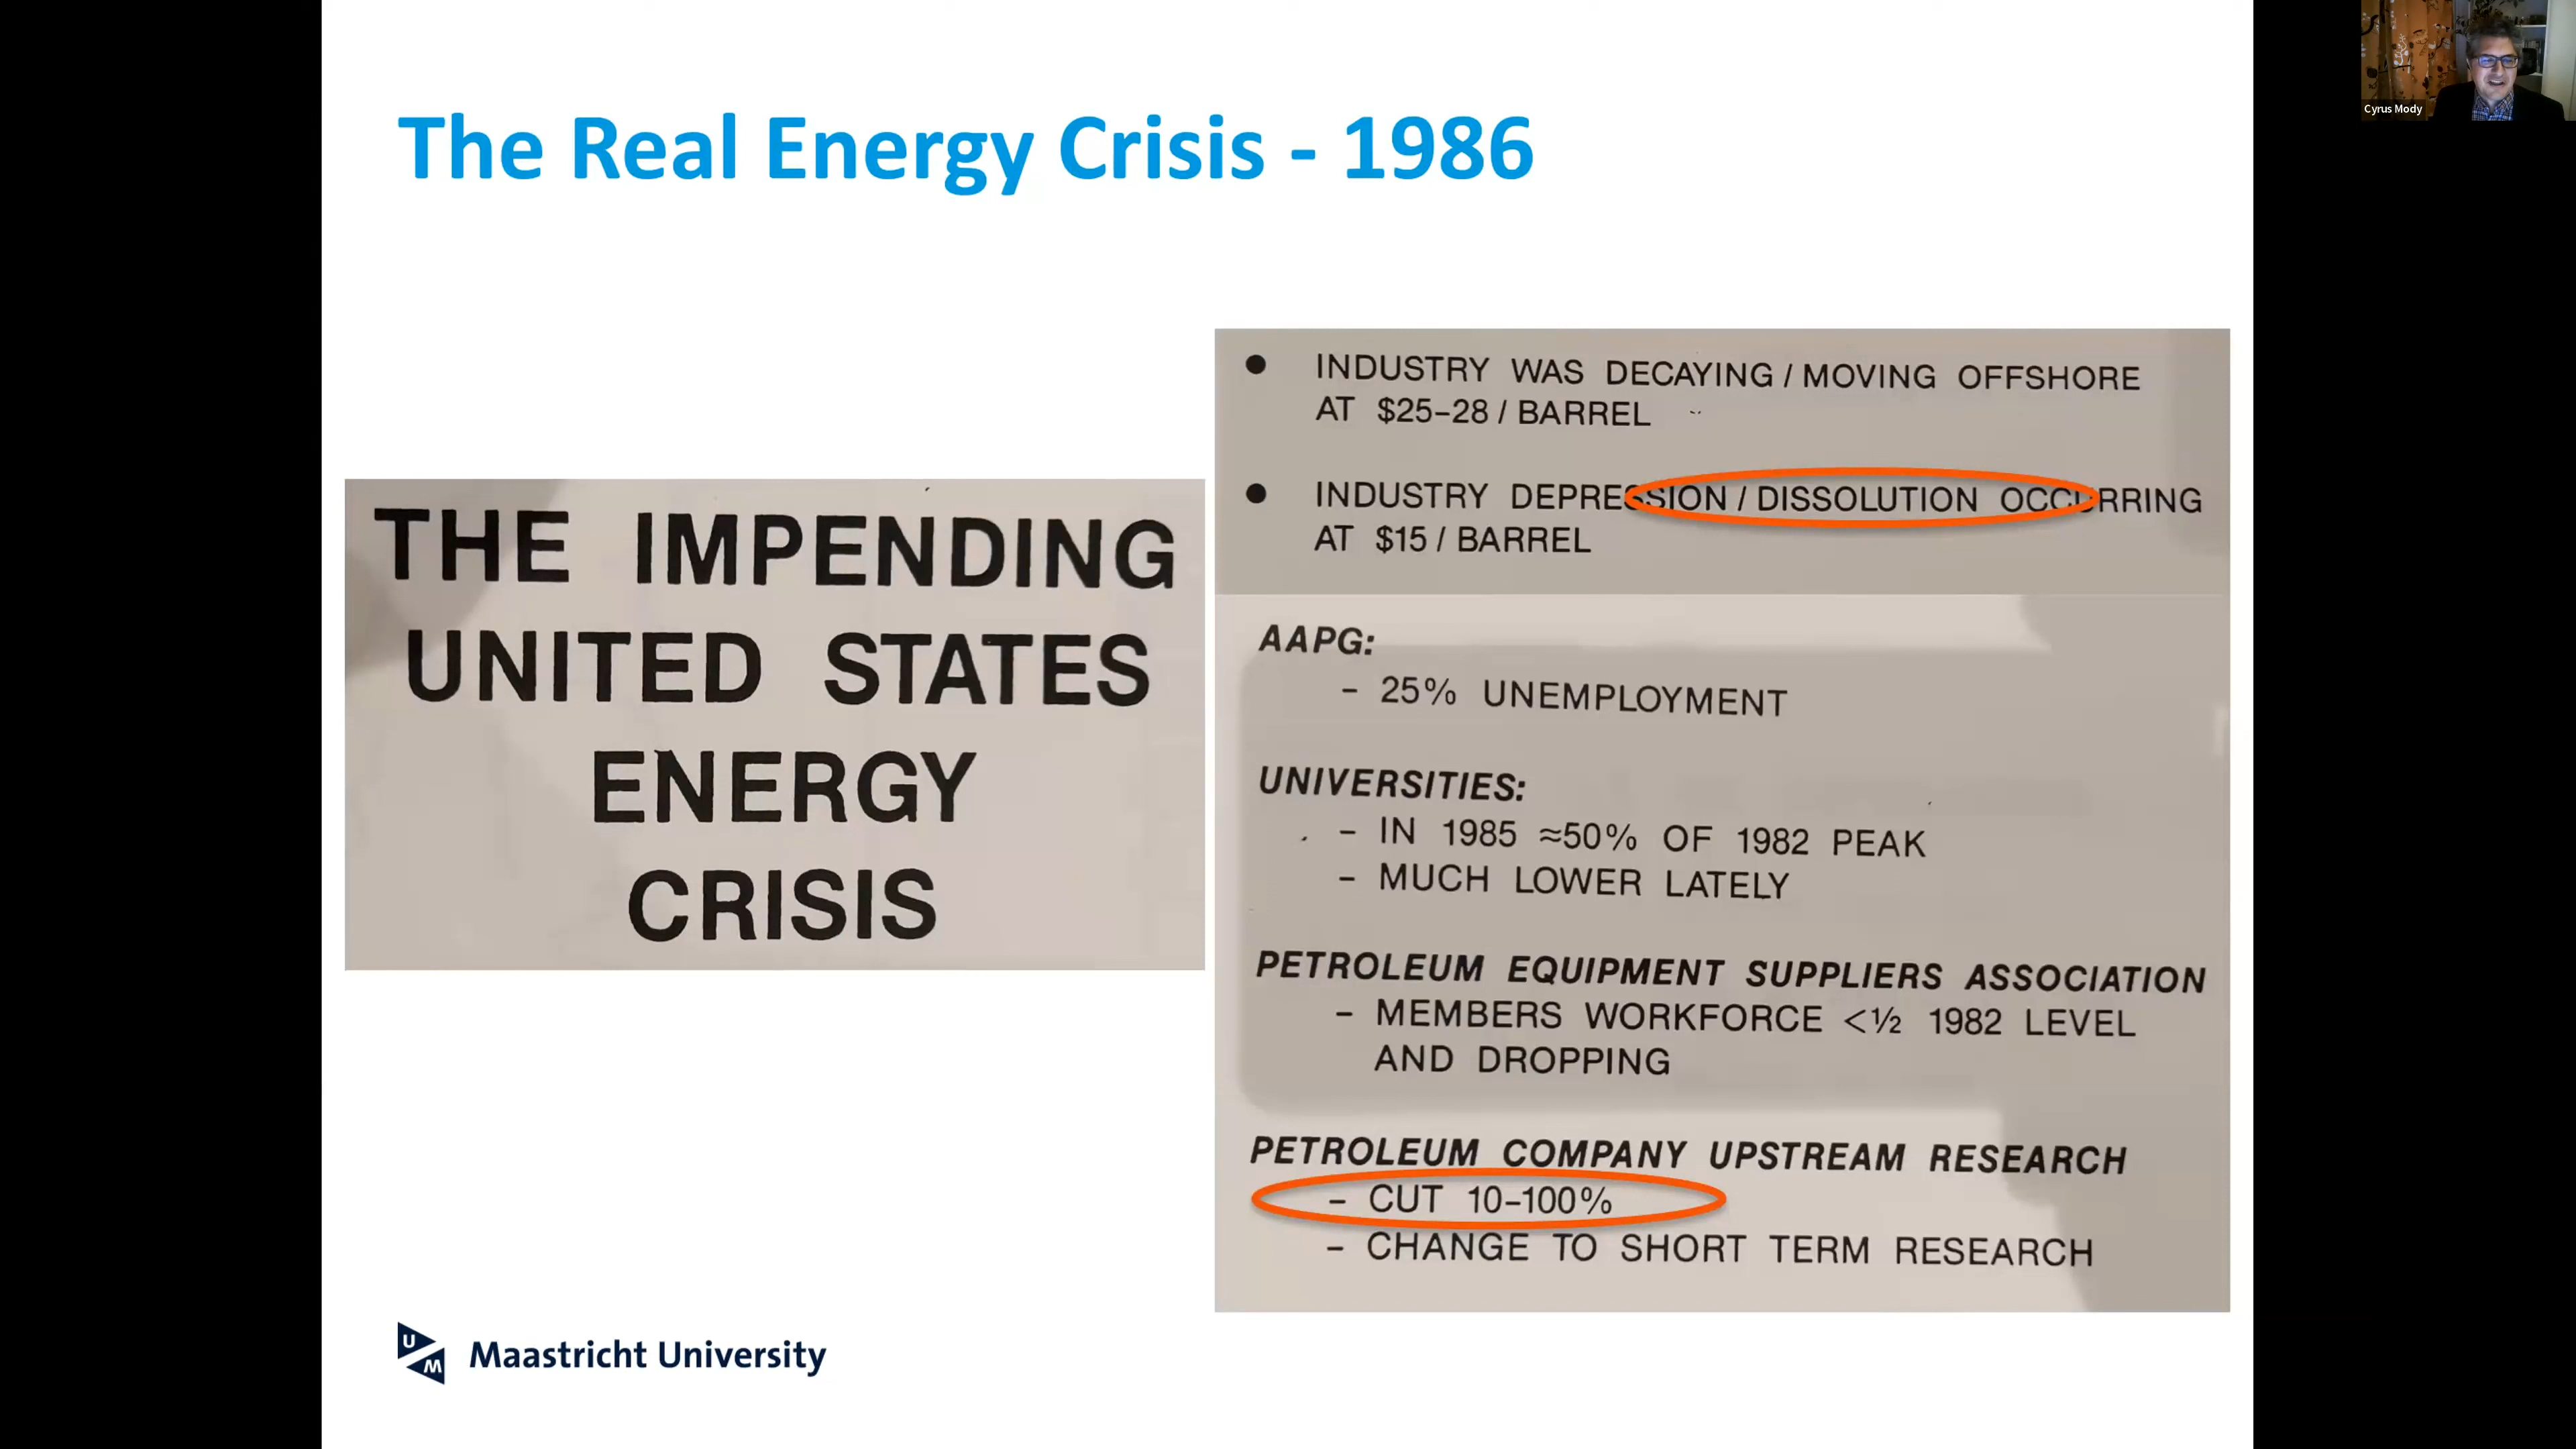 The Real Energy Crisis - 1986
THE IMPENDING
UNITED STATES
ENERGY
CRISIS
● INDUSTRY WAS DECAYING / MOVING OFFSHORE
AT $25-28 / BARREL
● INDUSTRY DEPRESSION / DISSOLUTION OCCURRING
AT $15 / BARREL
AAPG:
- 25% UNEMPLOYMENT
UNIVERSITIES:
- IN 1985 ≈50% OF 1982 PEAK
- MUCH LOWER LATELY
PETROLEUM EQUIPMENT SUPPLIERS ASSOCIATION
- MEMBERS WORKFORCE <½ 1982 LEVEL
AND DROPPING
PETROLEUM COMPANY UPSTREAM RESEARCH
- CUT 10-100%
- CHANGE TO SHORT TERM RESEARCH
UM Maastricht University
Cyrus Mody